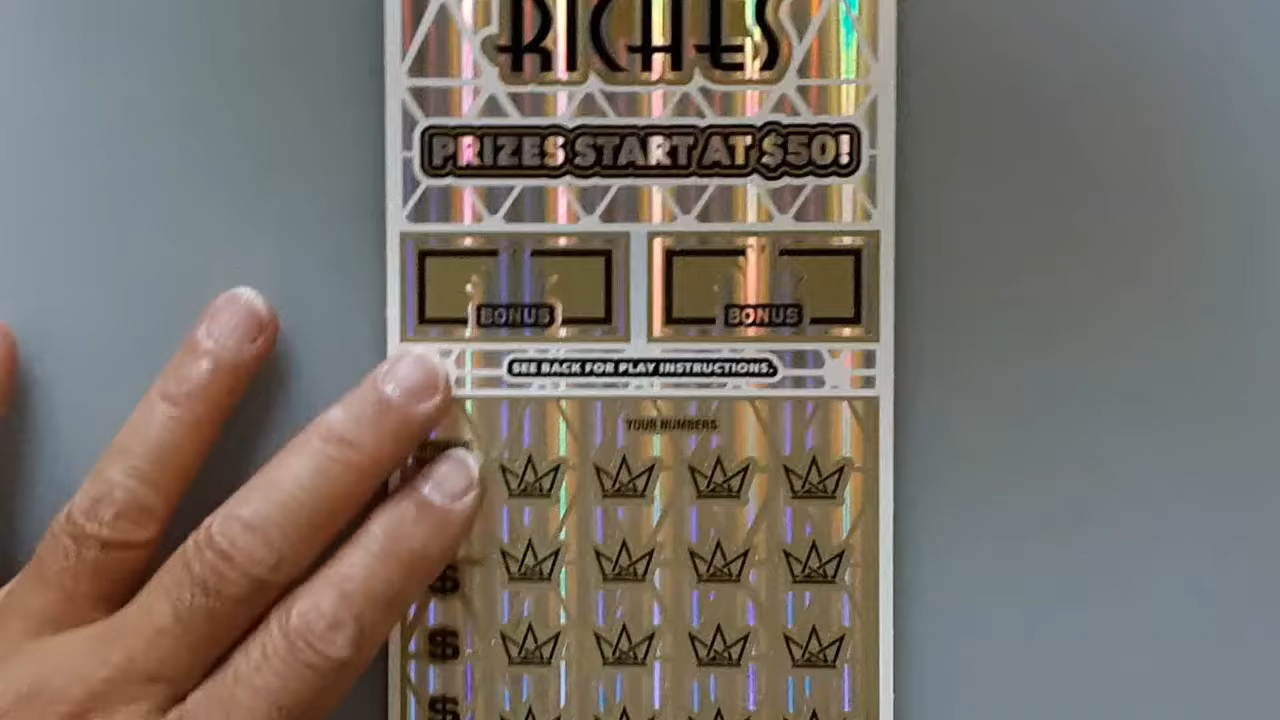 RICHES
PRIZES START AT $50!
BONUS BONUS
SEE BACK FOR PLAY INSTRUCTIONS.
YOUR NUMBERS
$
$
$